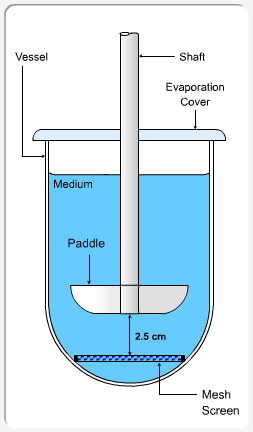 Vessel
Shaft
Evaporation
Cover
Medium
Paddle
2.5 cm
Mesh
Screen